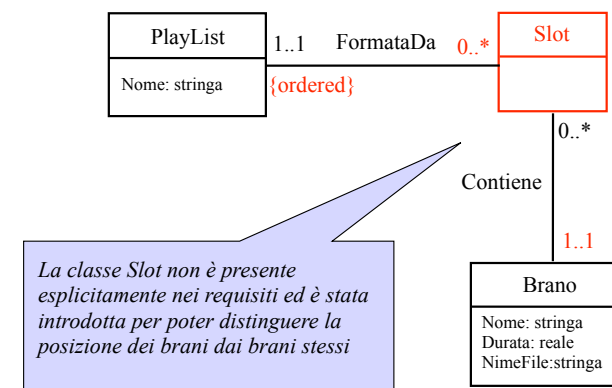 PlayList
1..1
FormataDa
0..*
Slot
Nome: stringa
{ordered}
0..*
Contiene
1..1
La classe Slot non è presente
esplicitamente nei requisiti ed è stata
introdotta per poter distinguere la
posizione dei brani dai brani stessi
Brano
Nome: stringa
Durata: reale
NimeFile:stringa